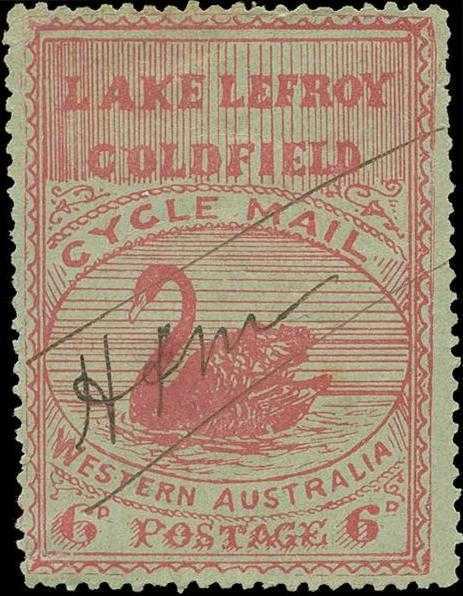 LAKE LEFROY
GOLDFIELD
CYCLE MAIL
WESTERN AUSTRALIA
6D POSTAGE 6D